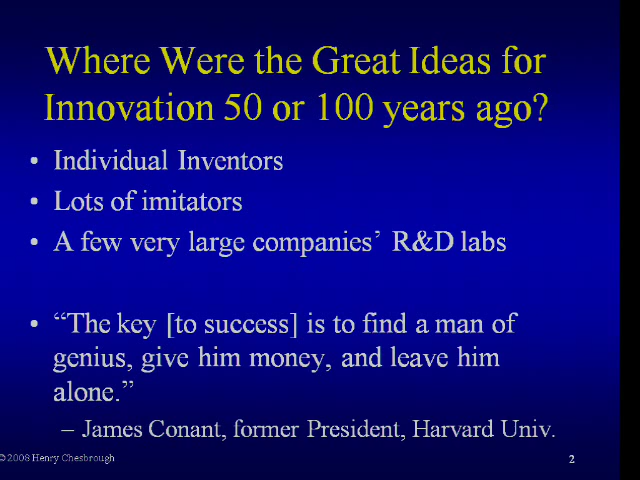 Where Were the Great Ideas for
Innovation 50 or 100 years ago?
• Individual Inventors
• Lots of imitators
• A few very large companies’ R&D labs
• “The key [to success] is to find a man of
genius, give him money, and leave him
alone.”
– James Conant, former President, Harvard Univ.
© 2008 Henry Chesbrough
2